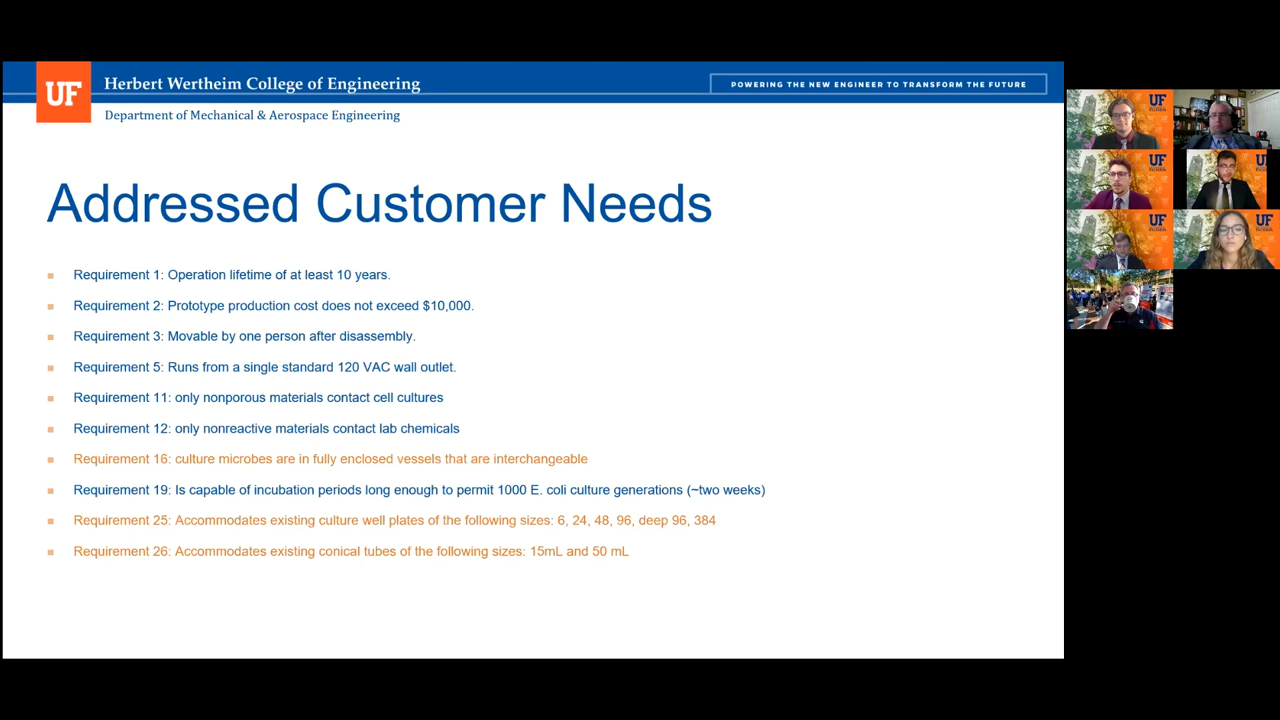 UF
Herbert Wertheim College of Engineering
POWERING THE NEW ENGINEER TO TRANSFORM THE FUTURE
Department of Mechanical & Aerospace Engineering
Addressed Customer Needs
Requirement 1: Operation lifetime of at least 10 years.
Requirement 2: Prototype production cost does not exceed $10,000.
Requirement 3: Movable by one person after disassembly.
Requirement 5: Runs from a single standard 120 VAC wall outlet.
Requirement 11: only nonporous materials contact cell cultures
Requirement 12: only nonreactive materials contact lab chemicals
Requirement 16: culture microbes are in fully enclosed vessels that are interchangeable
Requirement 19: Is capable of incubation periods long enough to permit 1000 E. coli culture generations (~two weeks)
Requirement 25: Accommodates existing culture well plates of the following sizes: 6, 24, 48, 96, deep 96, 384
Requirement 26: Accommodates existing conical tubes of the following sizes: 15mL and 50 mL
UF
UF
UF
UF